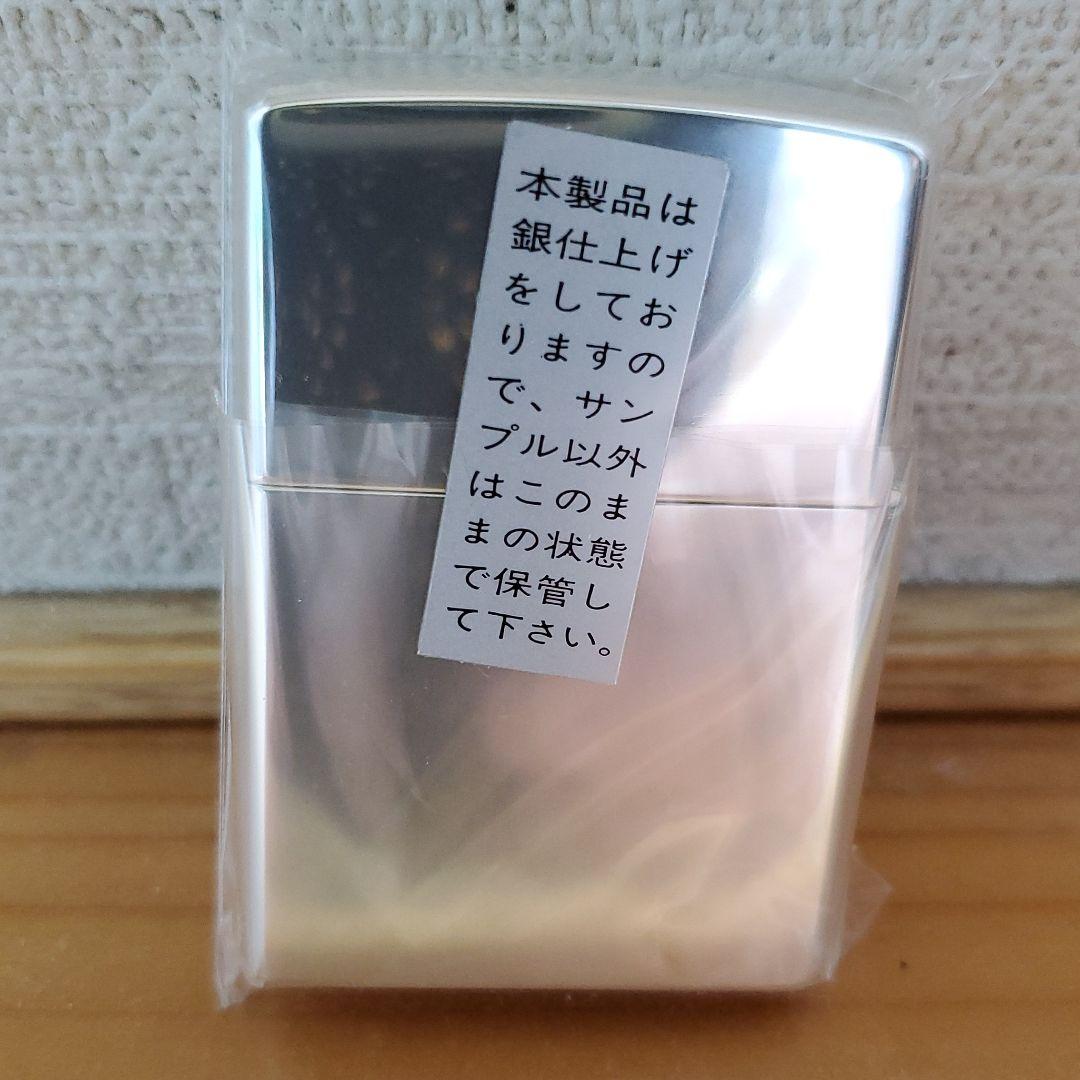 本製品は
銀仕上げ
をしてお
りますの
で、サン
プル以外
はこのま
まの状態
で保管し
て下さい。